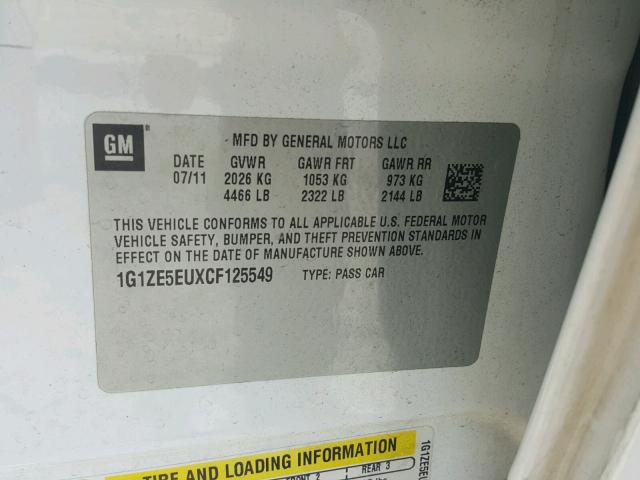 GM ®
MFD BY GENERAL MOTORS LLC
DATE GVWR GAWR FRT GAWR RR
07/11 2026 KG 1053 KG 973 KG
4466 LB 2322 LB 2144 LB
THIS VEHICLE CONFORMS TO ALL APPLICABLE U.S. FEDERAL MOTOR
VEHICLE SAFETY, BUMPER, AND THEFT PREVENTION STANDARDS IN
EFFECT ON THE DATE OF MANUFACTURE SHOWN ABOVE.
1G1ZE5EUXCF125549 TYPE: PASS CAR
TIRE AND LOADING INFORMATION
FRONT 2 REAR 3
1G1ZE5EU